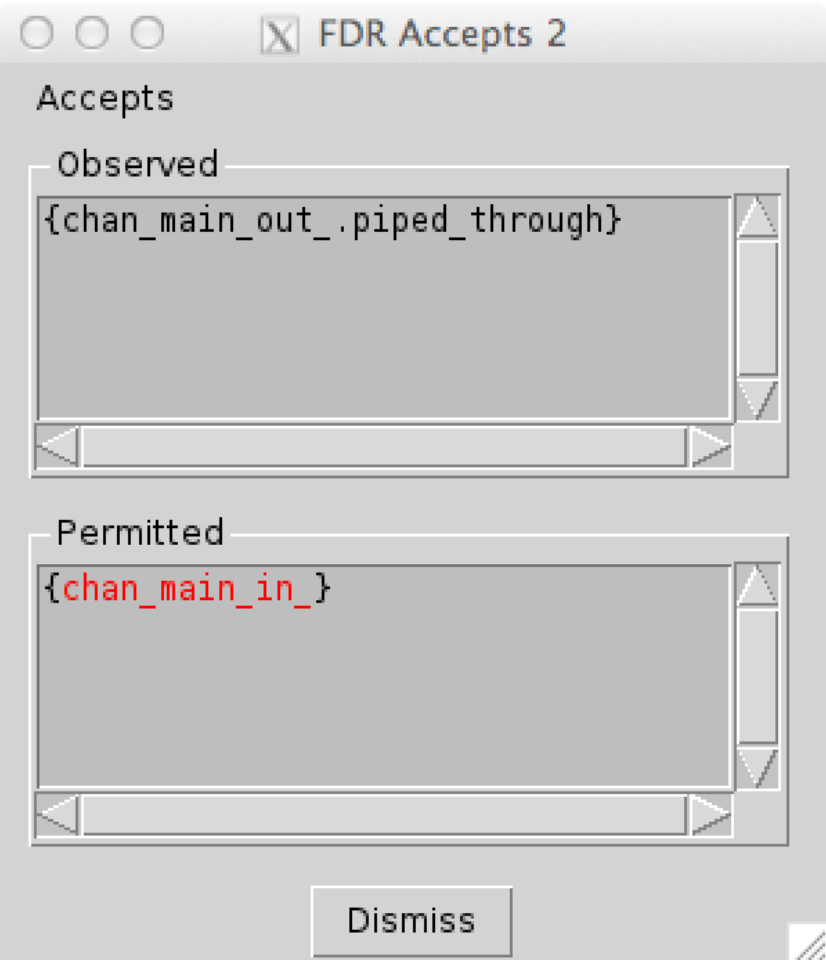 FDR Accepts 2
Accepts
Observed
{chan_main_out_.piped_through}
Permitted
{chan_main_in_}
Dismiss